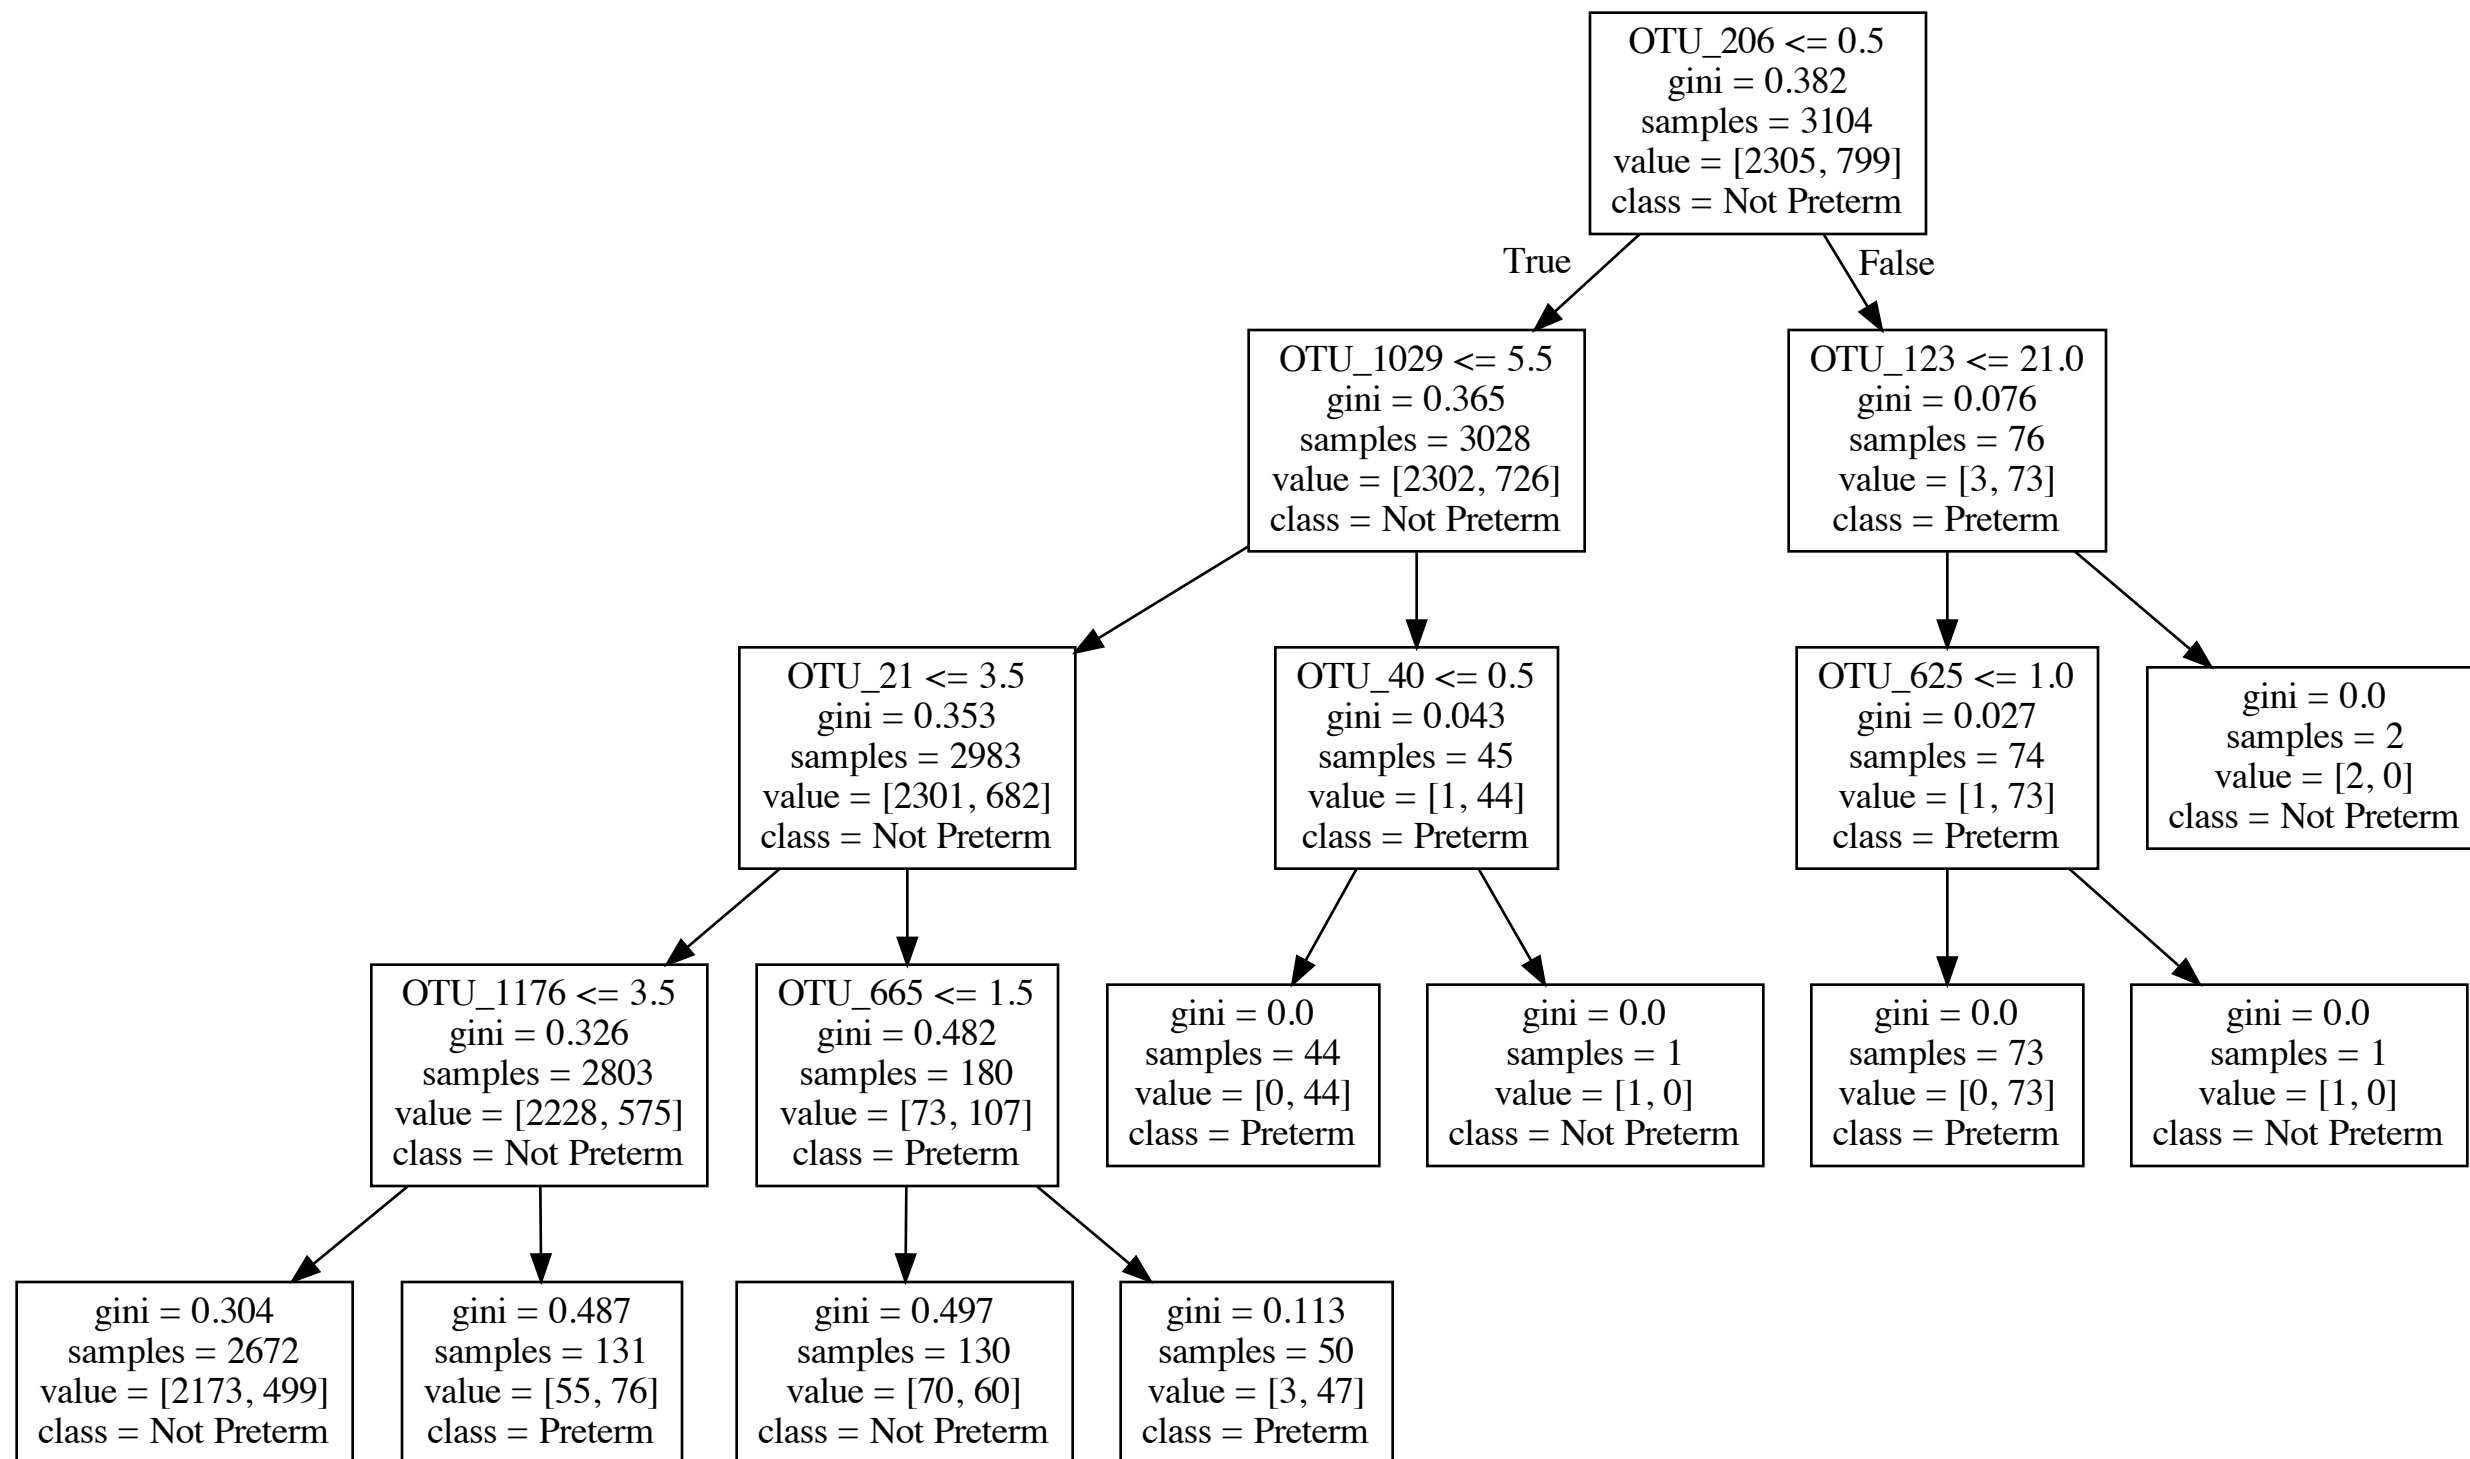 OTU_206 <= 0.5
gini = 0.382
samples = 3104
value = [2305, 799]
class = Not Preterm
True
False
OTU_1029 <= 5.5
gini = 0.365
samples = 3028
value = [2302, 726]
class = Not Preterm
OTU_123 <= 21.0
gini = 0.076
samples = 76
value = [3, 73]
class = Preterm
OTU_21 <= 3.5
gini = 0.353
samples = 2983
value = [2301, 682]
class = Not Preterm
OTU_40 <= 0.5
gini = 0.043
samples = 45
value = [1, 44]
class = Preterm
OTU_625 <= 1.0
gini = 0.027
samples = 74
value = [1, 73]
class = Preterm
gini = 0.0
samples = 2
value = [2, 0]
class = Not Preterm
OTU_1176 <= 3.5
gini = 0.326
samples = 2803
value = [2228, 575]
class = Not Preterm
OTU_665 <= 1.5
gini = 0.482
samples = 180
value = [73, 107]
class = Preterm
gini = 0.0
samples = 44
value = [0, 44]
class = Preterm
gini = 0.0
samples = 1
value = [1, 0]
class = Not Preterm
gini = 0.0
samples = 73
value = [0, 73]
class = Preterm
gini = 0.0
samples = 1
value = [1, 0]
class = Not Preterm
gini = 0.304
samples = 2672
value = [2173, 499]
class = Not Preterm
gini = 0.487
samples = 131
value = [55, 76]
class = Preterm
gini = 0.497
samples = 130
value = [70, 60]
class = Not Preterm
gini = 0.113
samples = 50
value = [3, 47]
class = Preterm